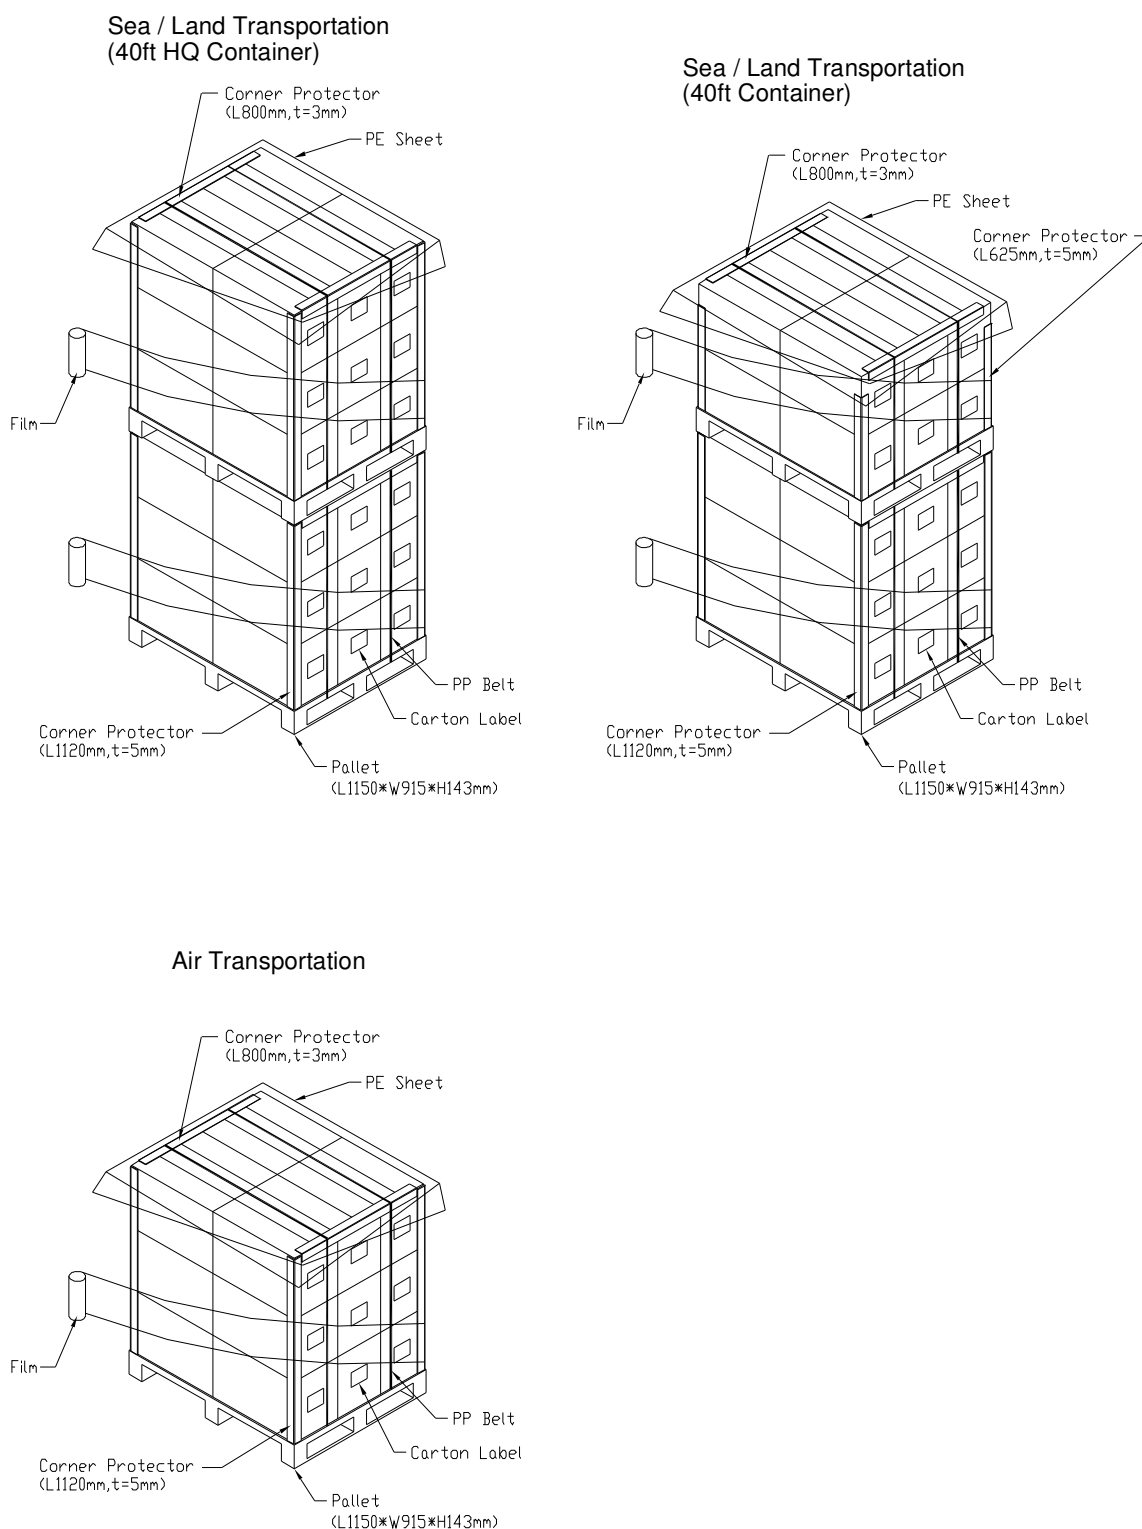 Sea / Land Transportation
(40ft HQ Container)
Corner Protector
(L800mm,t=3mm)
PE Sheet
Film
PP Belt
Carton Label
Corner Protector
(L1120mm,t=5mm)
Pallet
(L1150*W915*H143mm)
Sea / Land Transportation
(40ft Container)
Corner Protector
(L800mm,t=3mm)
PE Sheet
Corner Protector
(L625mm,t=5mm)
Film
PP Belt
Carton Label
Corner Protector
(L1120mm,t=5mm)
Pallet
(L1150*W915*H143mm)
Air Transportation
Corner Protector
(L800mm,t=3mm)
PE Sheet
Film
PP Belt
Carton Label
Corner Protector
(L1120mm,t=5mm)
Pallet
(L1150*W915*H143mm)